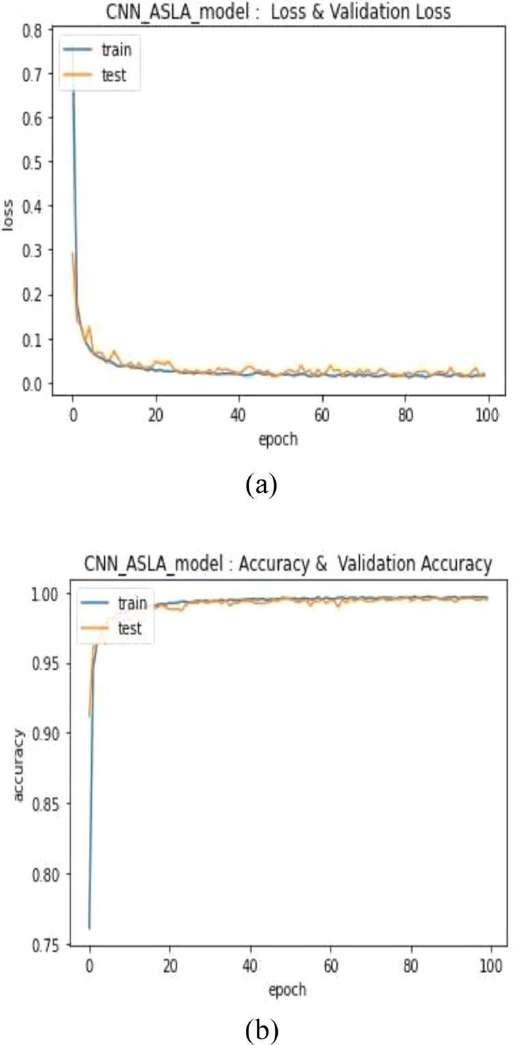 CNN_ASLA_model : Loss & Validation Loss
0.8
train
test
0.7
0.6
0.5
0.4
0.3
0.2
0.1
0.0
loss
0 20 40 60 80 100
epoch
(a)
CNN_ASLA_model : Accuracy & Validation Accuracy
1.00
train
test
0.95
0.90
0.85
0.80
0.75
accuracy
0 20 40 60 80 100
epoch
(b)